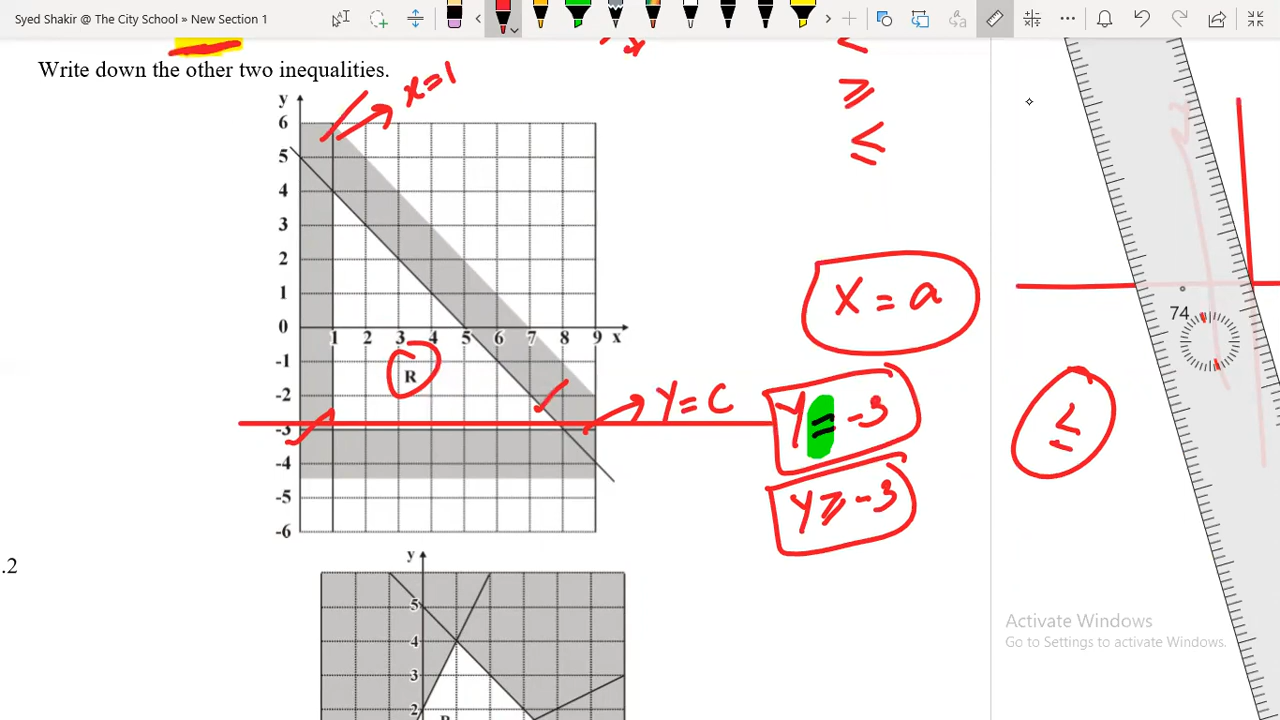 Syed Shakir @ The City School » New Section 1
Write down the other two inequalities.
x=1
<
≥
≤
y
6
5
4
3
2
1
0
1 2 3 4 5 6 7 8 9 x
-1
R
-2
-3
-4
-5
-6
X = a
Y = C
Y = -3
Y ≥ -3
≤
74
.2
y
5
4
3
2
R
Activate Windows
Go to Settings to activate Windows.